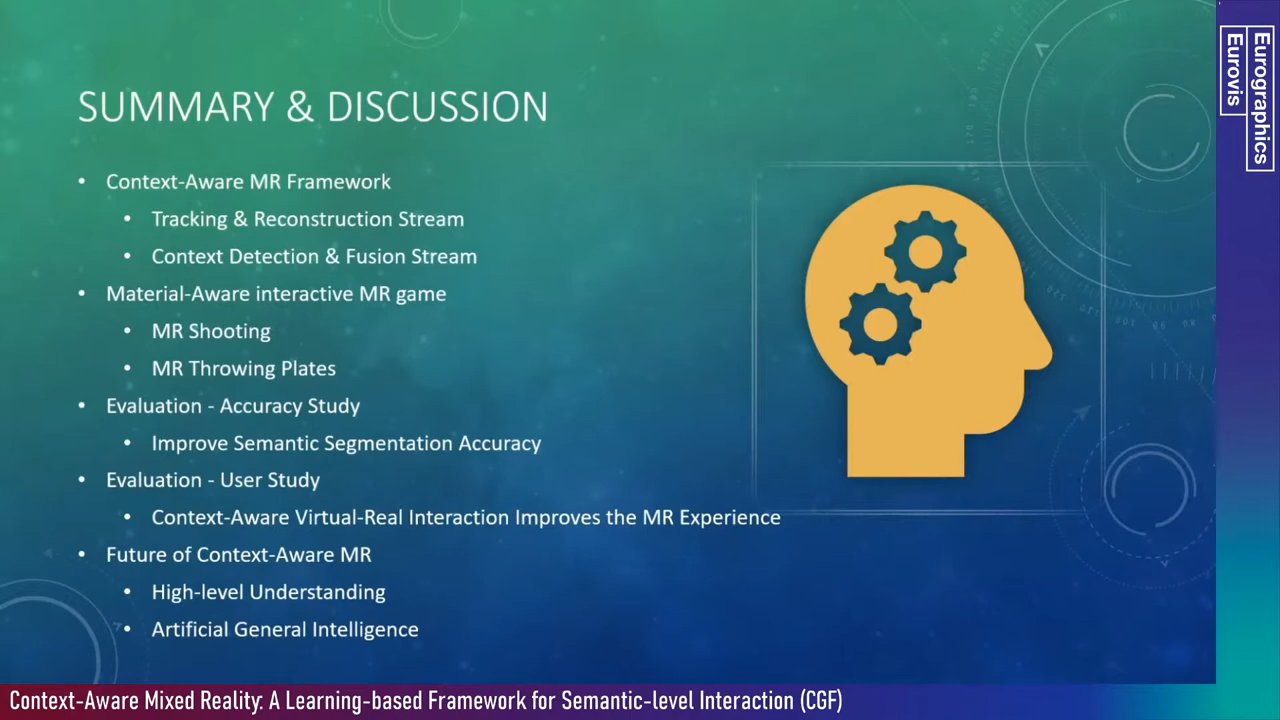 SUMMARY & DISCUSSION
• Context-Aware MR Framework
• Tracking & Reconstruction Stream
• Context Detection & Fusion Stream
• Material-Aware interactive MR game
• MR Shooting
• MR Throwing Plates
• Evaluation - Accuracy Study
• Improve Semantic Segmentation Accuracy
• Evaluation - User Study
• Context-Aware Virtual-Real Interaction Improves the MR Experience
• Future of Context-Aware MR
• High-level Understanding
• Artificial General Intelligence
Eurographics
Eurovis
Context-Aware Mixed Reality: A Learning-based Framework for Semantic-level Interaction (CGF)